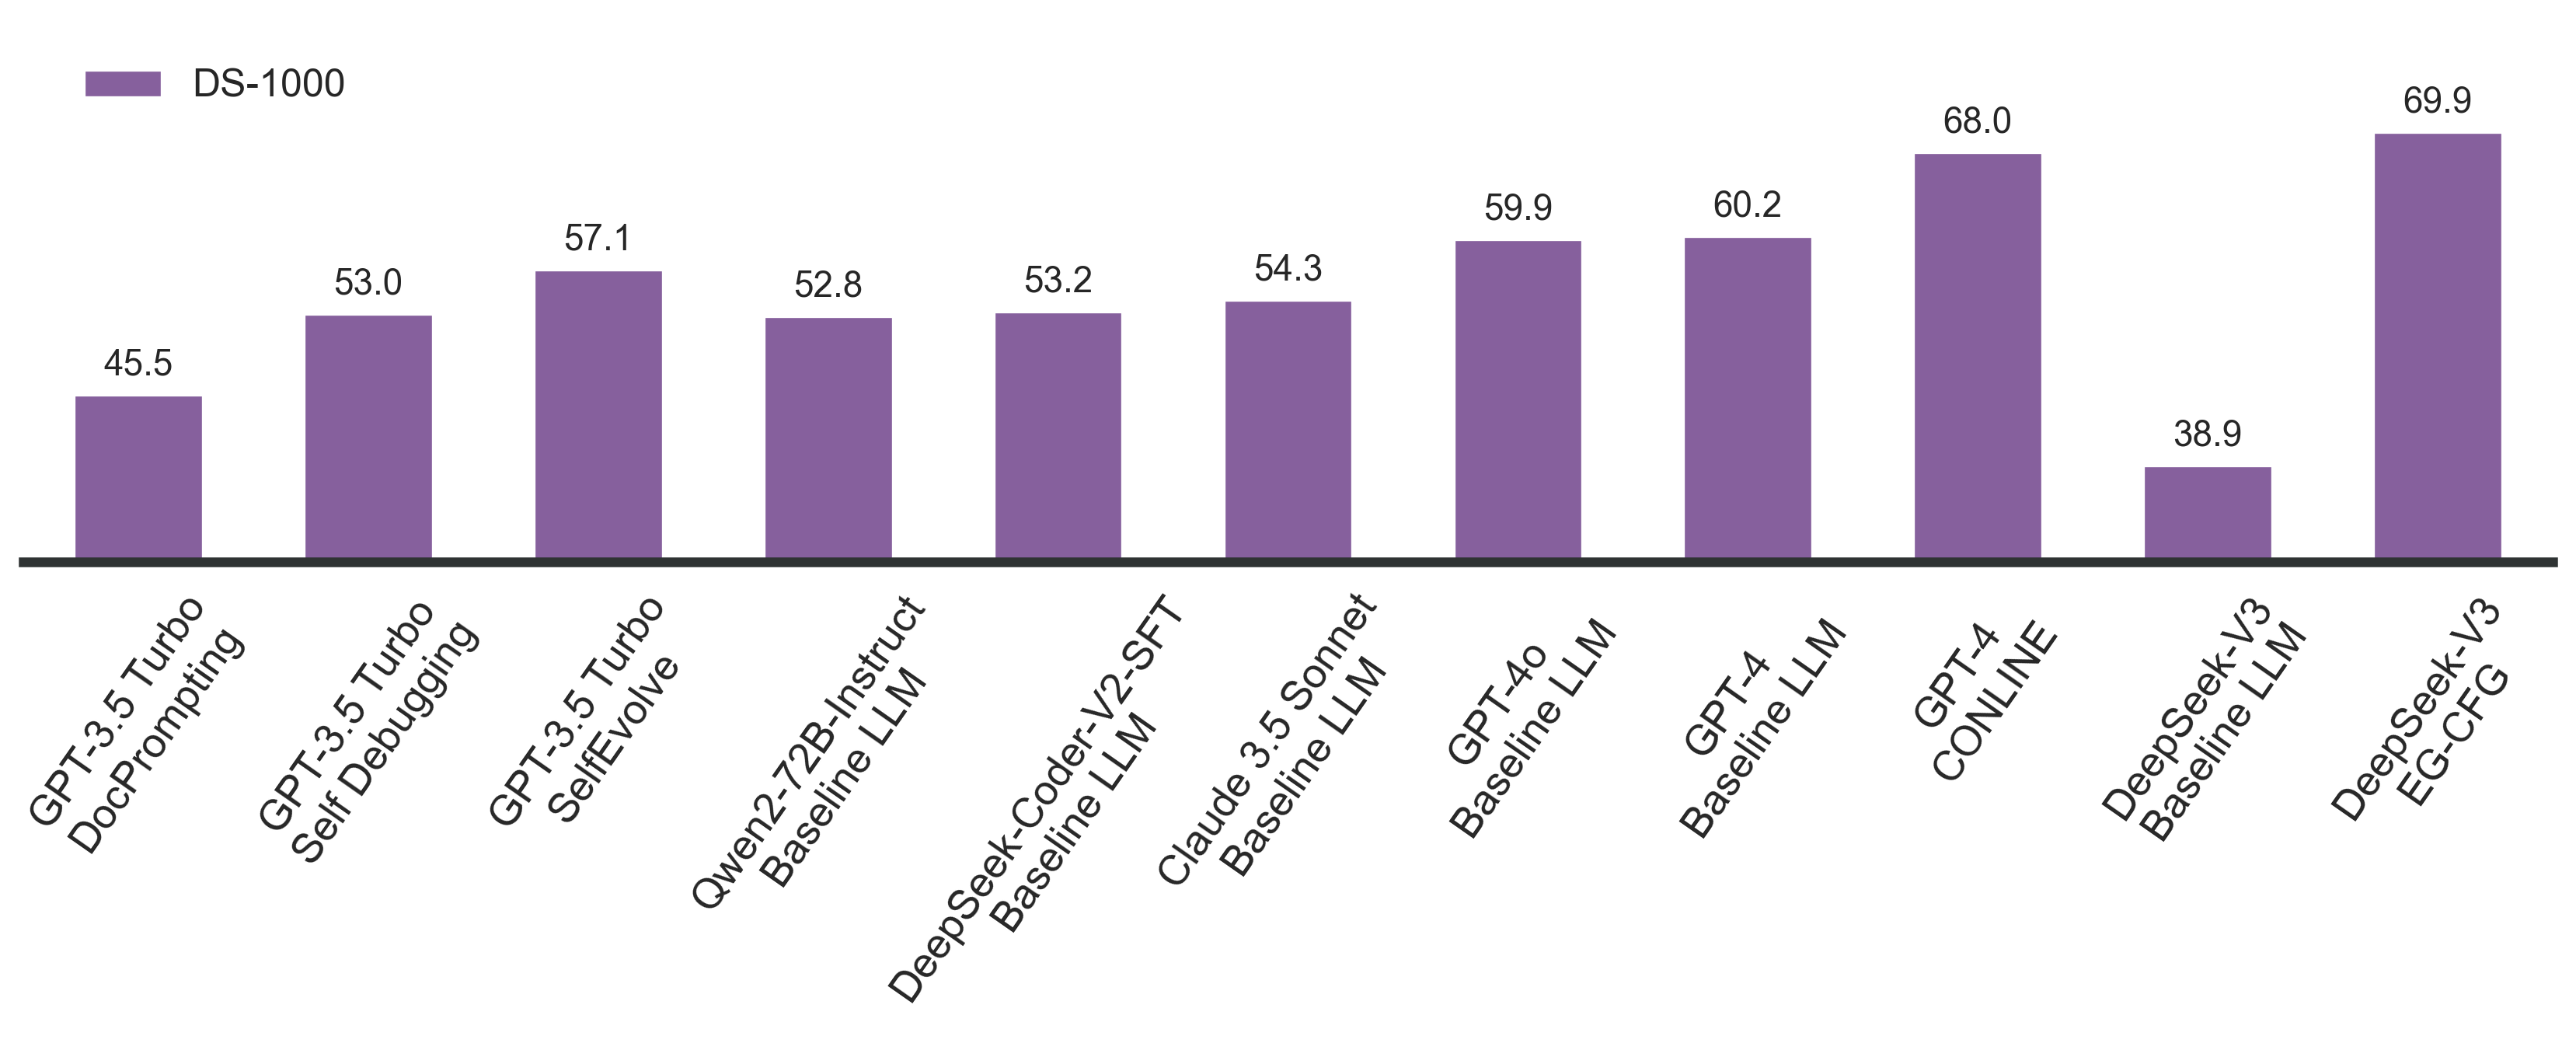 DS-1000
45.5
53.0
57.1
52.8
53.2
54.3
59.9
60.2
68.0
38.9
69.9
GPT-3.5 Turbo
DocPrompting
GPT-3.5 Turbo
Self Debugging
GPT-3.5 Turbo
SelfEvolve
Qwen2-72B-Instruct
Baseline LLM
DeepSeek-Coder-V2-SFT
Baseline LLM
Claude 3.5 Sonnet
Baseline LLM
GPT-4o
Baseline LLM
GPT-4
Baseline LLM
GPT-4
CONLINE
DeepSeek-V3
Baseline LLM
DeepSeek-V3
EG-CFG